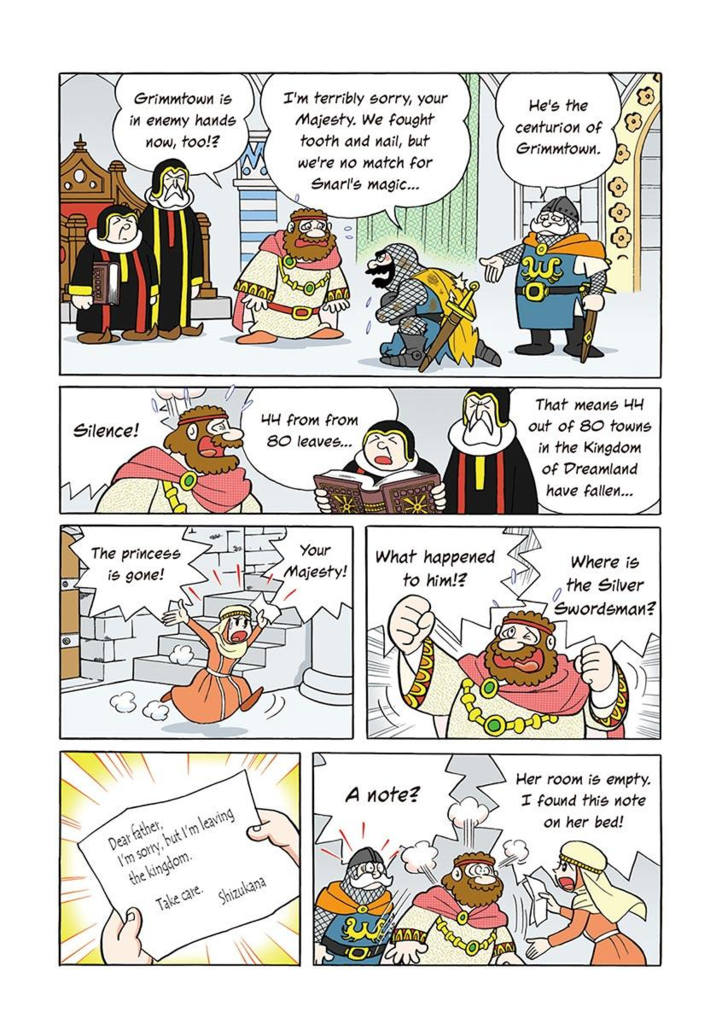 He's the
centurion of
Grimmtown.
I'm terribly sorry, your
Majesty. We fought
tooth and nail, but
we're no match for
Snarl's magic...
Grimmtown is
in enemy hands
now, too!?
That means 44
out of 80 towns
in the Kingdom
of Dreamland
have fallen...
44 from from
80 leaves...
Silence!
Where is
the Silver
Swordsman?
What happened
to him!?
Your
Majesty!
The princess
is gone!
Her room is empty.
I found this note
on her bed!
A note?
Dear father,
I'm sorry, but I'm leaving
the kingdom.
Take care.
Shizukana